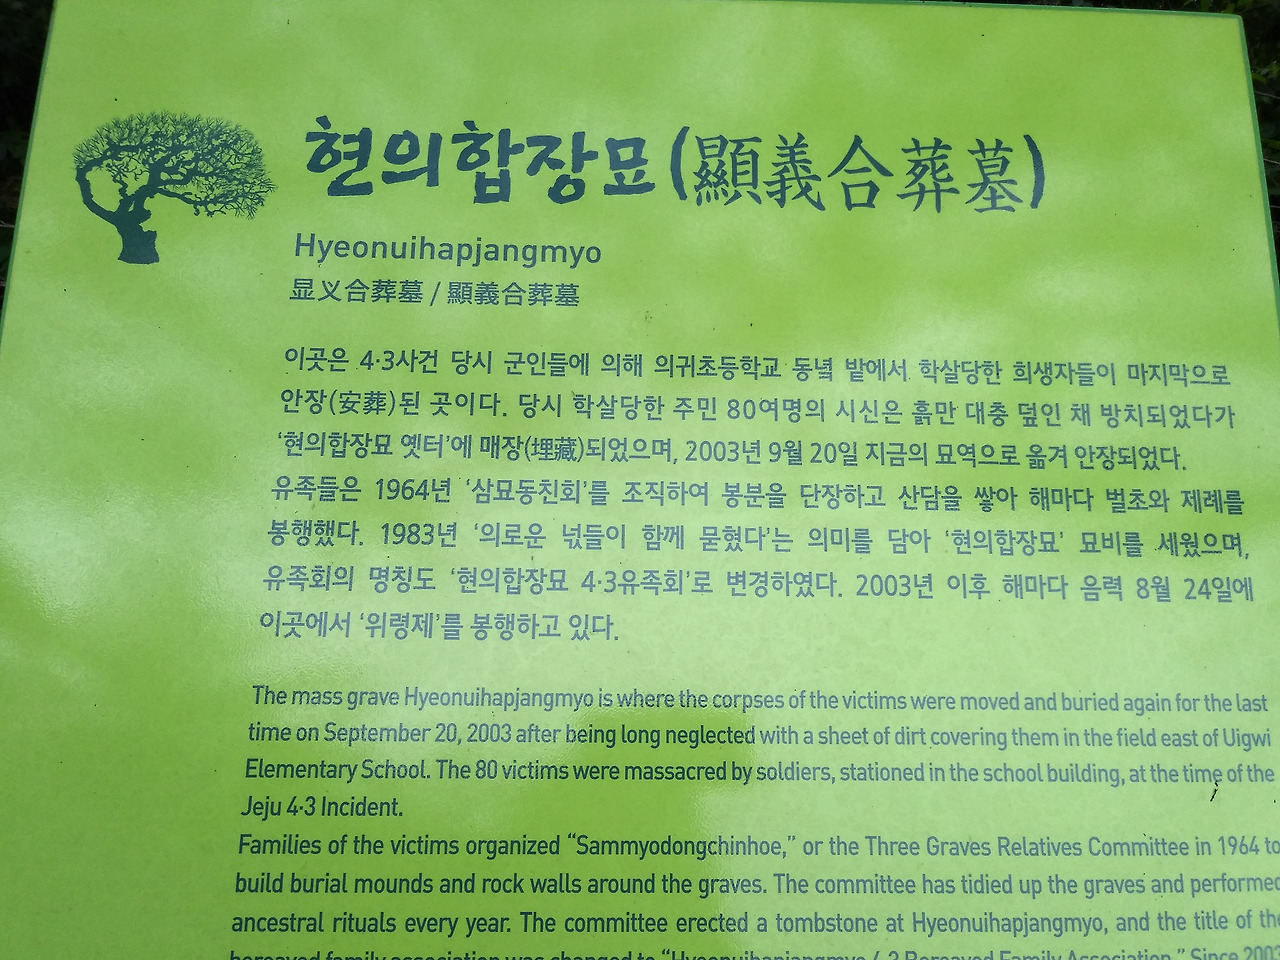 현의합장묘(顯義合葬墓)
Hyeonuihapjangmyo
显义合葬墓 / 顯義合葬墓
이곳은 4·3사건 당시 군인들에 의해 의귀초등학교 동녘 밭에서 학살당한 희생자들이 마지막으로
안장(安葬)된 곳이다. 당시 학살당한 주민 80여명의 시신은 흙만 대충 덮인 채 방치되었다가
‘현의합장묘 옛터’에 매장(埋藏)되었으며, 2003년 9월 20일 지금의 묘역으로 옮겨 안장되었다.
유족들은 1964년 ‘삼묘동친회’를 조직하여 봉분을 단장하고 산담을 쌓아 해마다 벌초와 제례를
봉행했다. 1983년 ‘의로운 넋들이 함께 묻혔다’는 의미를 담아 ‘현의합장묘’ 묘비를 세웠으며,
유족회의 명칭도 ‘현의합장묘 4·3유족회’로 변경하였다. 2003년 이후 해마다 음력 8월 24일에
이곳에서 ‘위령제’를 봉행하고 있다.
The mass grave Hyeonuihapjangmyo is where the corpses of the victims were moved and buried again for the last
time on September 20, 2003 after being long neglected with a sheet of dirt covering them in the field east of Uigwi
Elementary School. The 80 victims were massacred by soldiers, stationed in the school building, at the time of the
Jeju 4·3 Incident.
Families of the victims organized “Sammyodongchinhoe,” or the Three Graves Relatives Committee in 1964 to
build burial mounds and rock walls around the graves. The committee has tidied up the graves and performed
ancestral rituals every year. The committee erected a tombstone at Hyeonuihapjangmyo, and the title of the
bereaved family association was changed to “Hyeonuihapjangmyo 4·3 Bereaved Family Association.” Since 2003